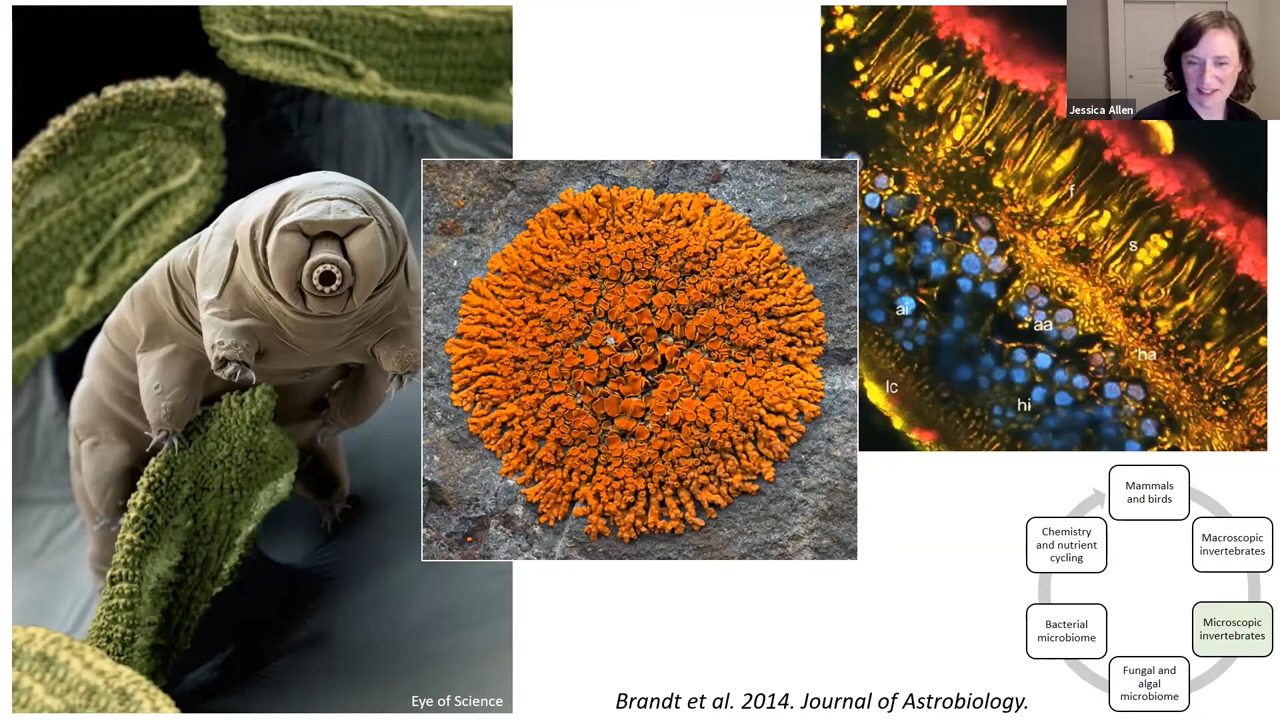 Jessica Allen
f
s
ai
aa
ha
lc
hi
Eye of Science
Mammals
and birds
Macroscopic
invertebrates
Microscopic
invertebrates
Fungal and
algal
microbiome
Bacterial
microbiome
Chemistry
and nutrient
cycling
Brandt et al. 2014. Journal of Astrobiology.